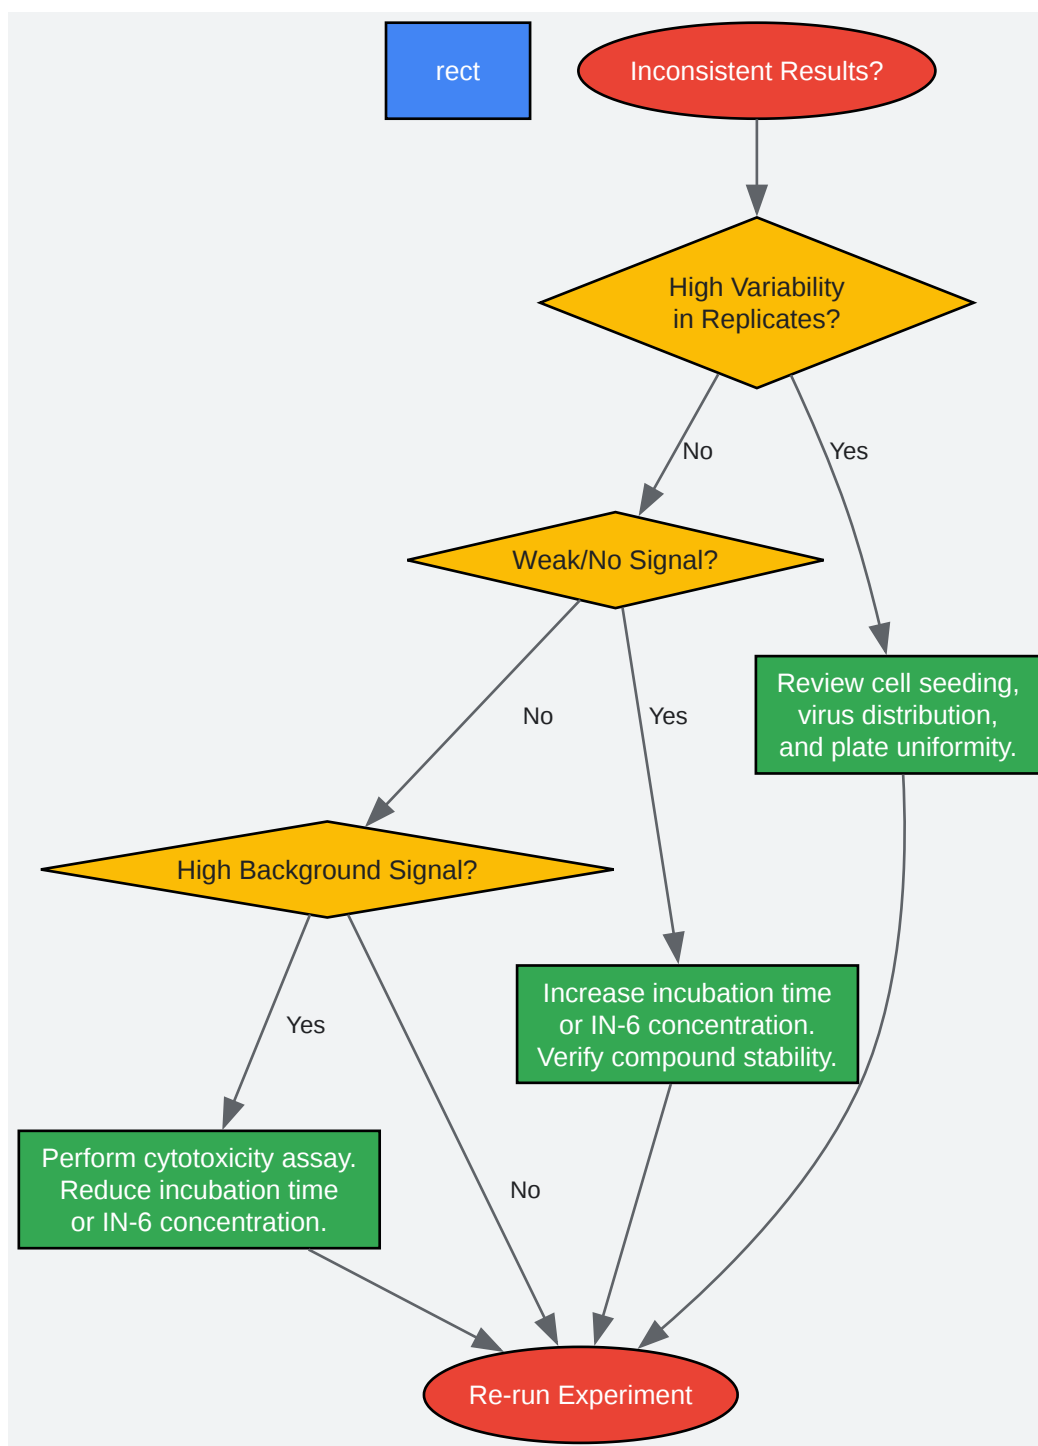 rect
Inconsistent Results?
High Variability
in Replicates?
No
Yes
Weak/No Signal?
No
Yes
Review cell seeding,
virus distribution,
and plate uniformity.
High Background Signal?
Increase incubation time
or IN-6 concentration.
Verify compound stability.
Yes
No
Perform cytotoxicity assay.
Reduce incubation time
or IN-6 concentration.
Re-run Experiment